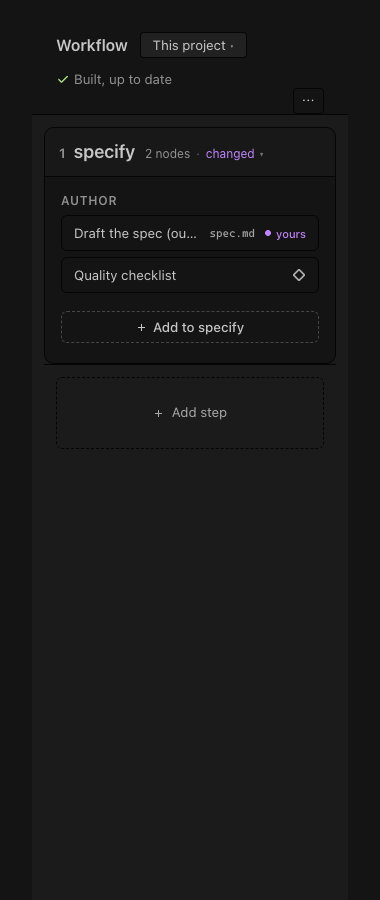 Workflow This project
✓ Built, up to date
...
1 specify 2 nodes · changed ▾
AUTHOR
Draft the spec (ou... spec.md ● yours
Quality checklist
+ Add to specify
+ Add step